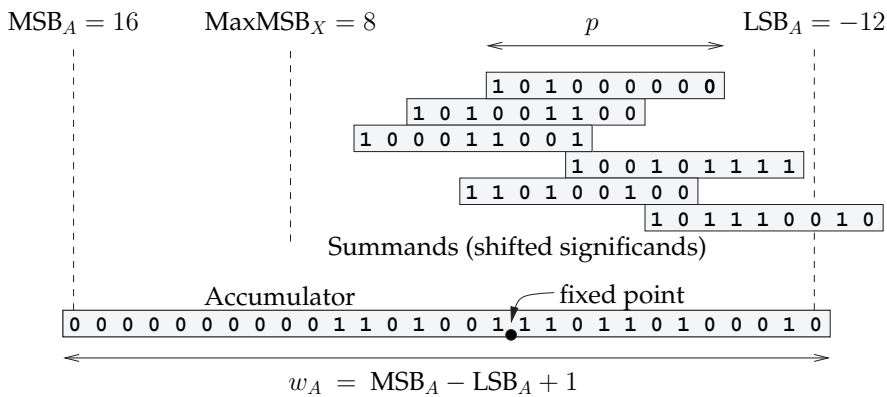 MSB_A = 16 MaxMSB_X = 8 p LSB_A = −12
1 0 1 0 0 0 0 0 0
1 0 1 0 0 1 1 0 0
1 0 0 0 1 1 0 0 1
1 0 0 1 0 1 1 1 1
1 1 0 1 0 0 1 0 0
1 0 1 1 1 0 0 1 0
Summands (shifted significands)
Accumulator fixed point
0 0 0 0 0 0 0 0 0 0 1 1 0 1 0 0 1 1 1 0 1 1 0 1 0 0 0 1 0
w_A = MSB_A − LSB_A + 1